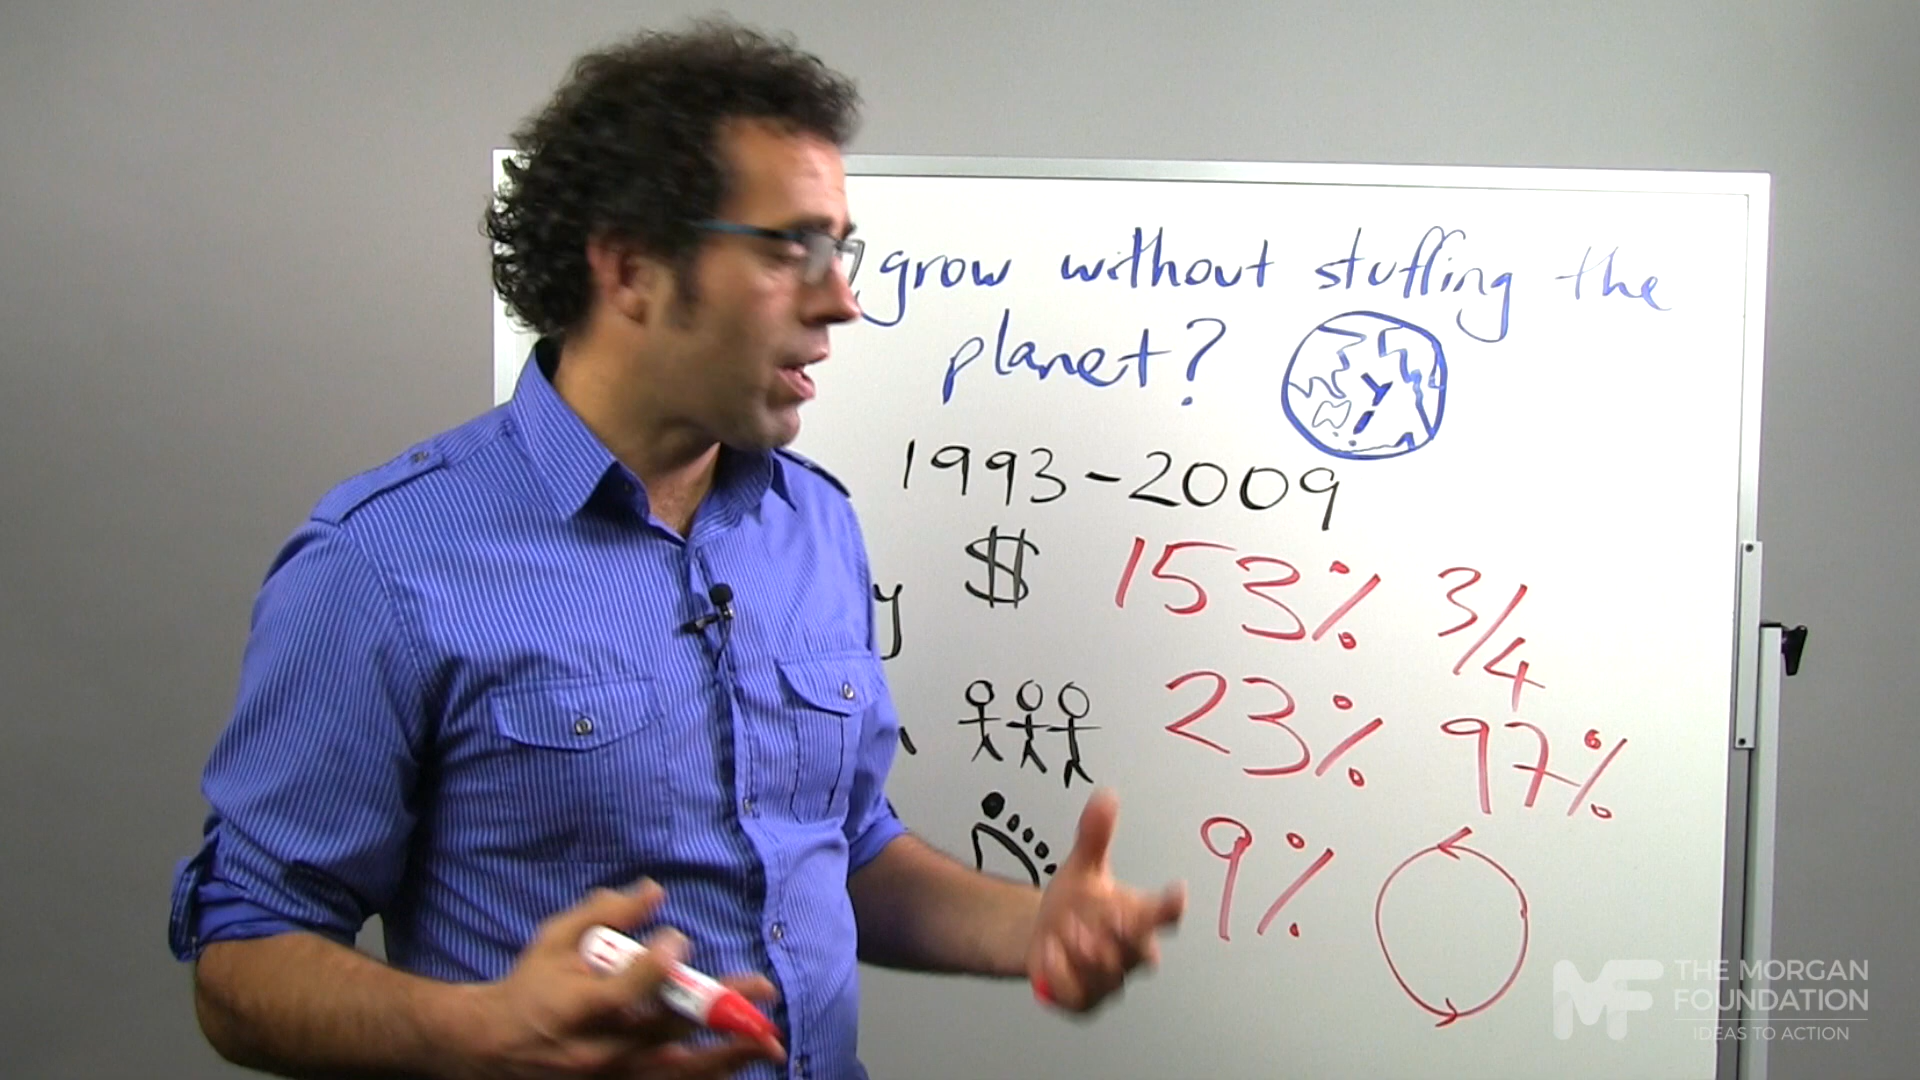 grow without stuffing the
planet?
1993-2009
y $ 153% 3/4
23% 97%
9%
MF THE MORGAN
FOUNDATION
IDEAS TO ACTION